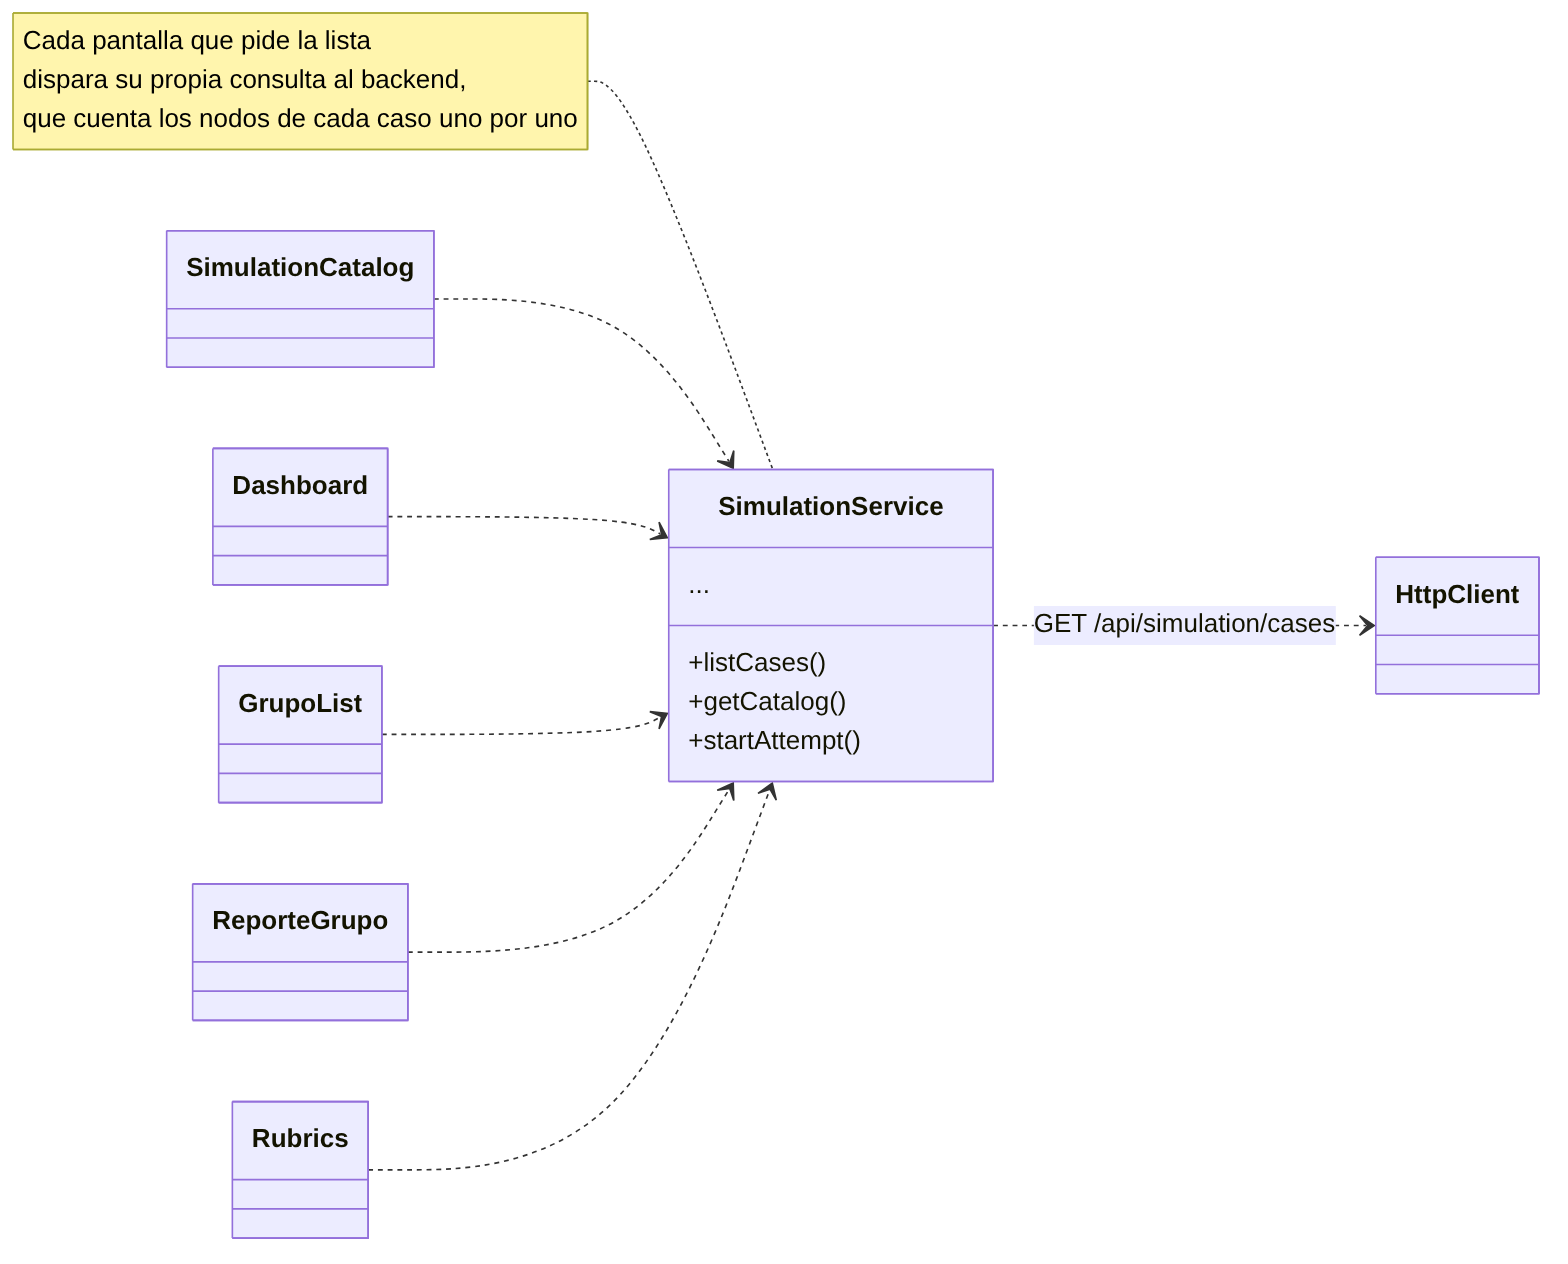 Cada pantalla que pide la lista
dispara su propia consulta al backend,
que cuenta los nodos de cada caso uno por uno
SimulationCatalog
Dashboard
GrupoList
ReporteGrupo
Rubrics
SimulationService
...
+listCases()
+getCatalog()
+startAttempt()
GET /api/simulation/cases
HttpClient